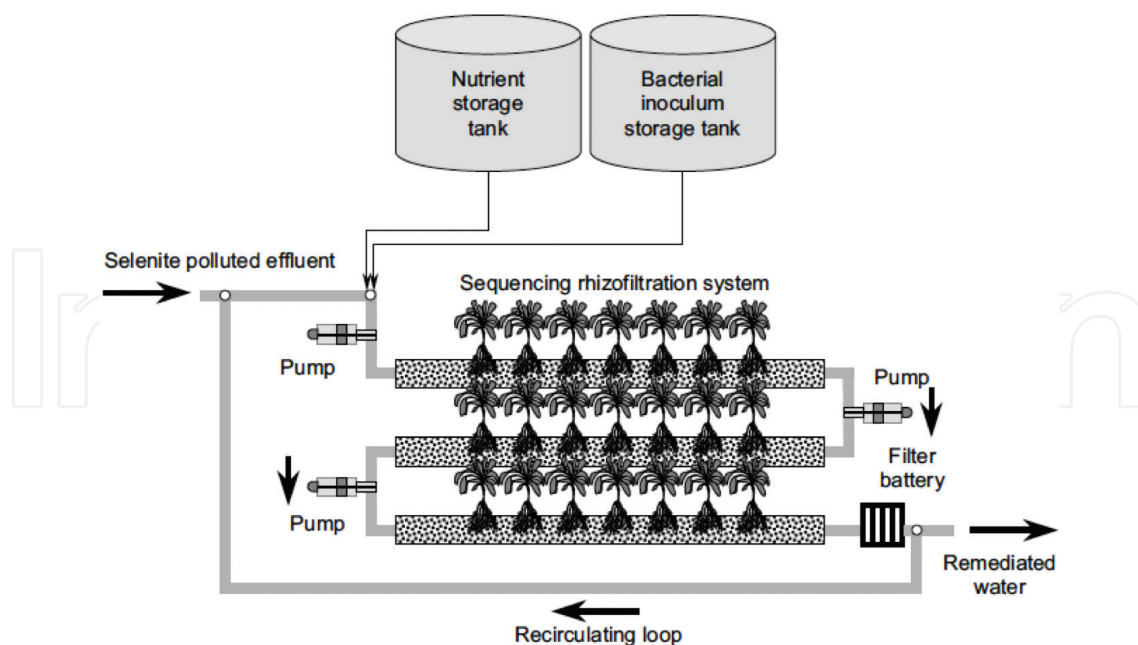 Nutrient
storage
tank
Bacterial
inoculum
storage tank
Selenite polluted effluent
Sequencing rhizofiltration system
Pump
Pump
Filter
battery
Pump
Remediated
water
Recirculating loop